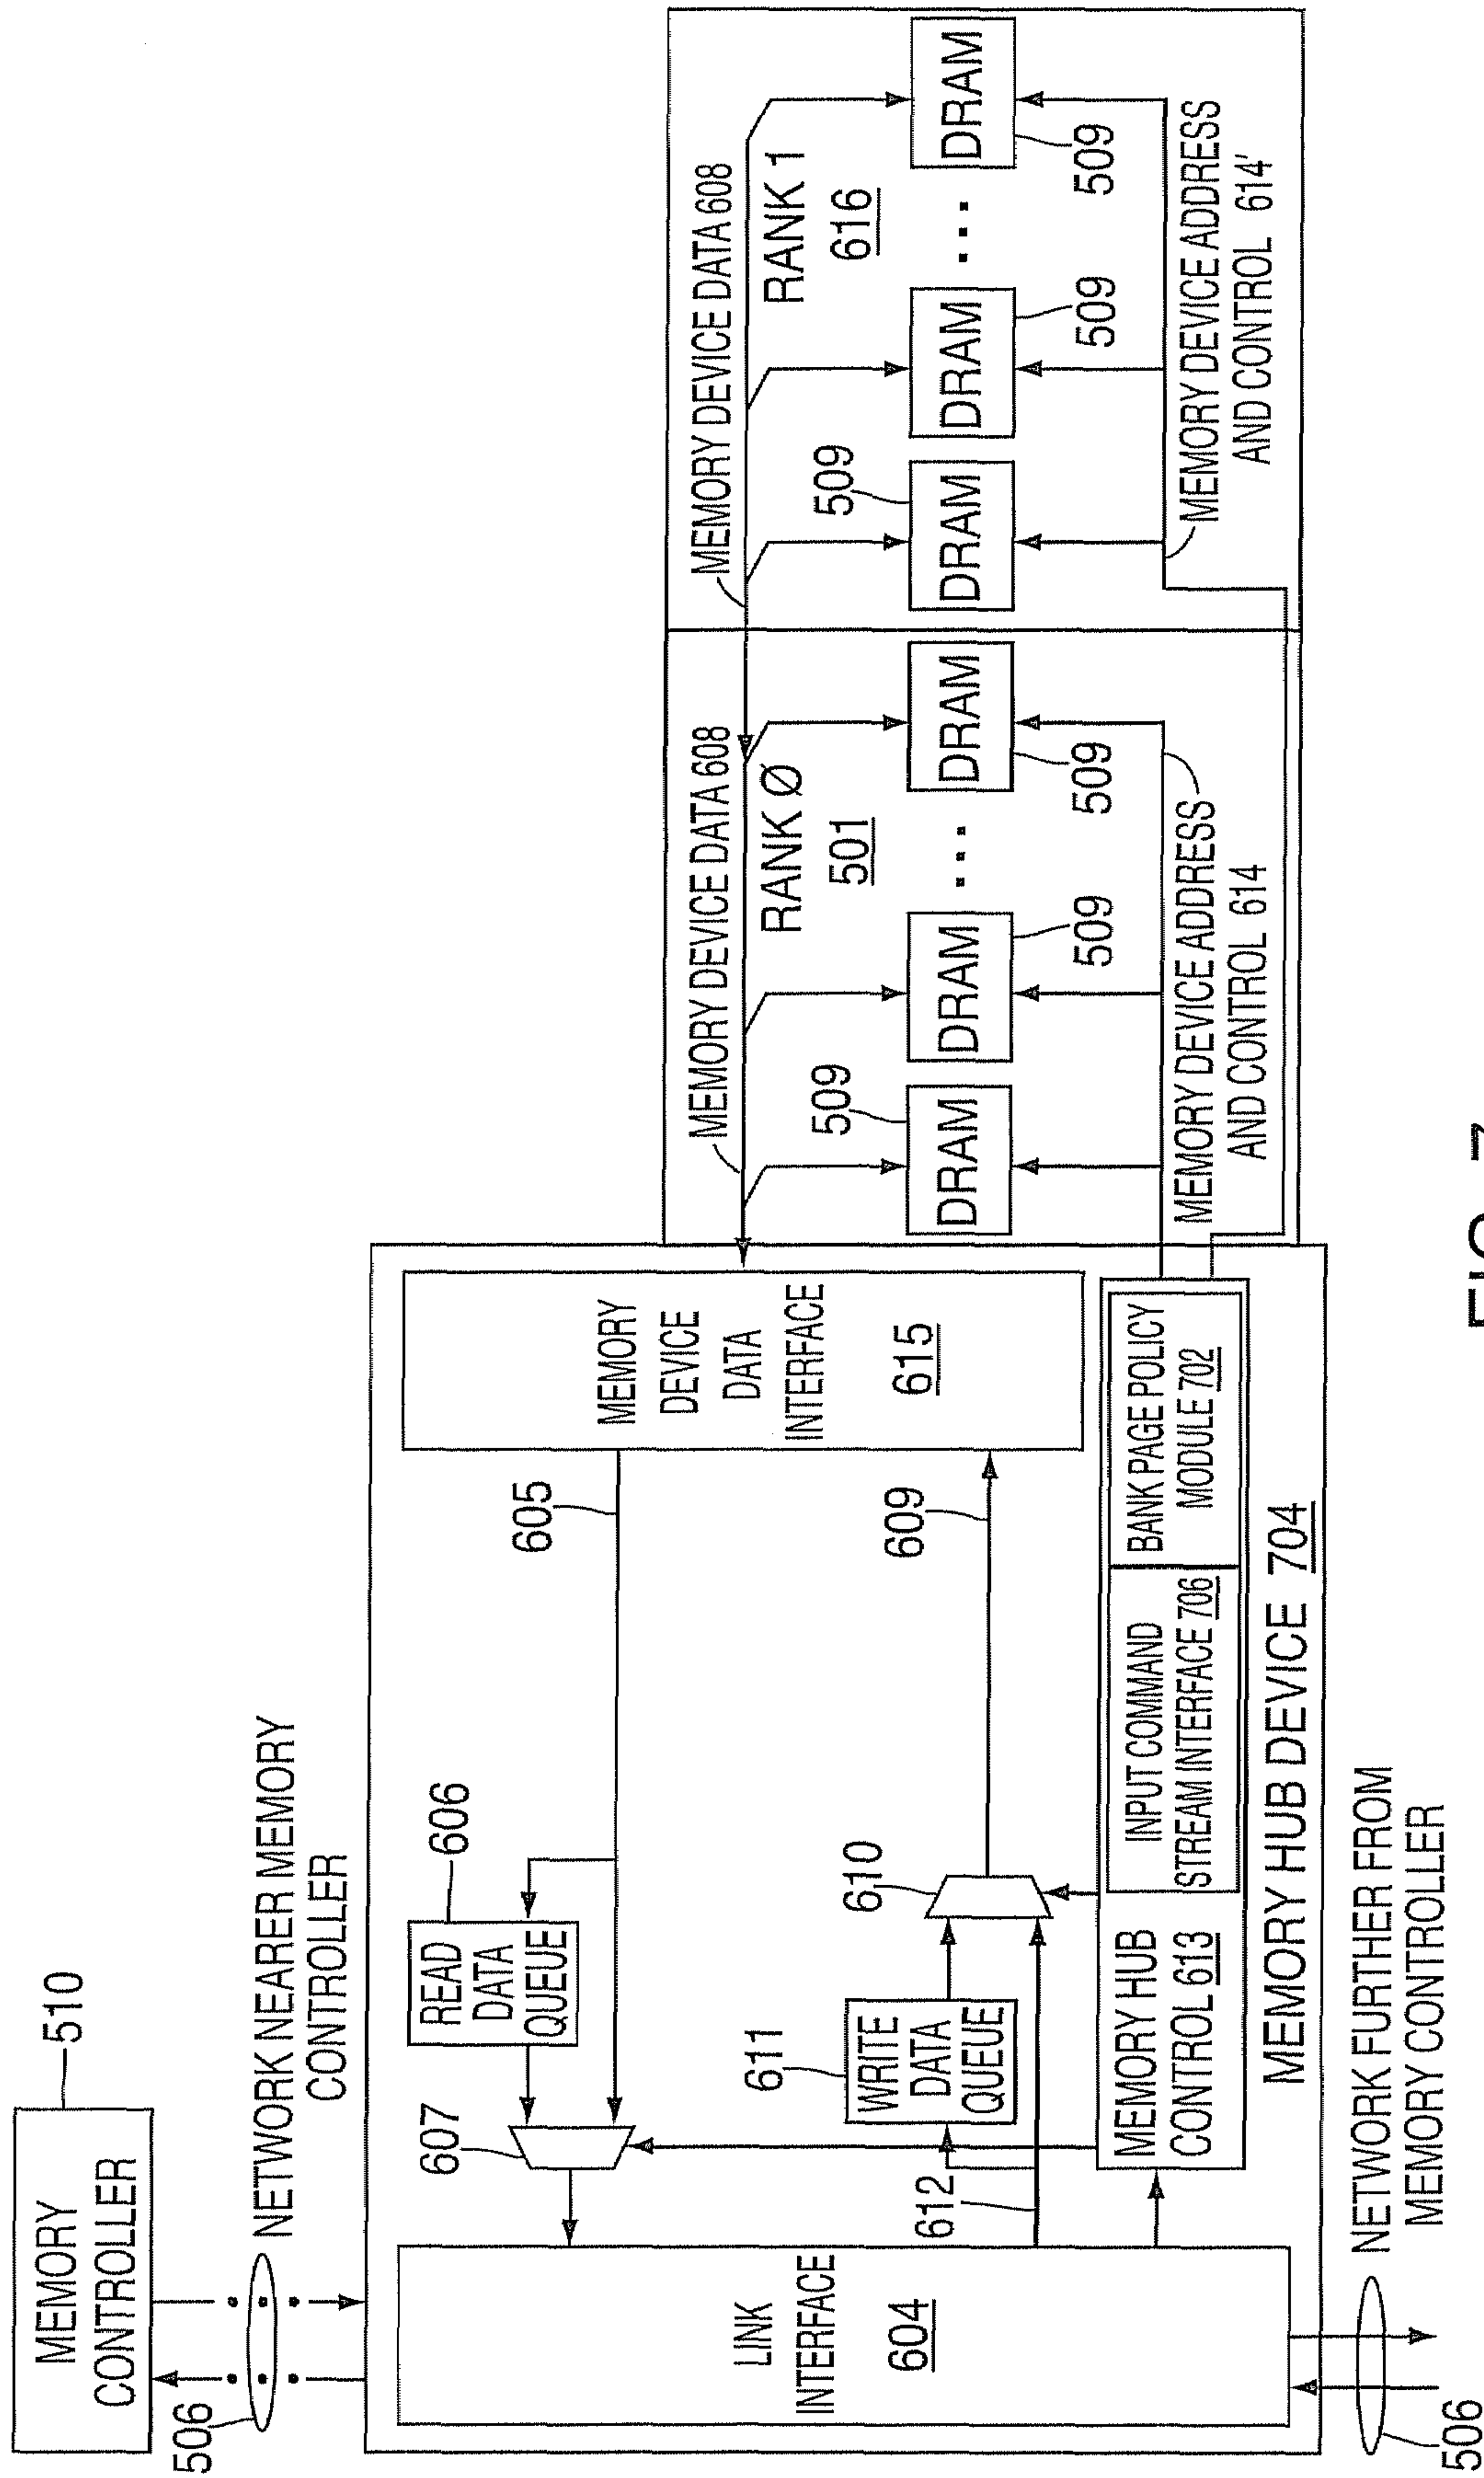 MEMORY
CONTROLLER
510
506
NETWORK NEARER MEMORY
CONTROLLER
LINK
INTERFACE
604
607
READ
DATA
QUEUE
606
605
MEMORY
DEVICE
DATA
INTERFACE
615
611
WRITE
DATA
QUEUE
610
609
612
MEMORY HUB
CONTROL 613
INPUT COMMAND
STREAM INTERFACE 706
BANK PAGE POLICY
MODULE 702
MEMORY HUB DEVICE 704
506
NETWORK FURTHER FROM
MEMORY CONTROLLER
MEMORY DEVICE DATA 608
RANK Ø
501
509
DRAM
DRAM
...
DRAM
509
509
MEMORY DEVICE ADDRESS
AND CONTROL 614
MEMORY DEVICE DATA 608
RANK 1
616
509
DRAM
DRAM
...
DRAM
509
509
MEMORY DEVICE ADDRESS
AND CONTROL 614'
FIG. 7